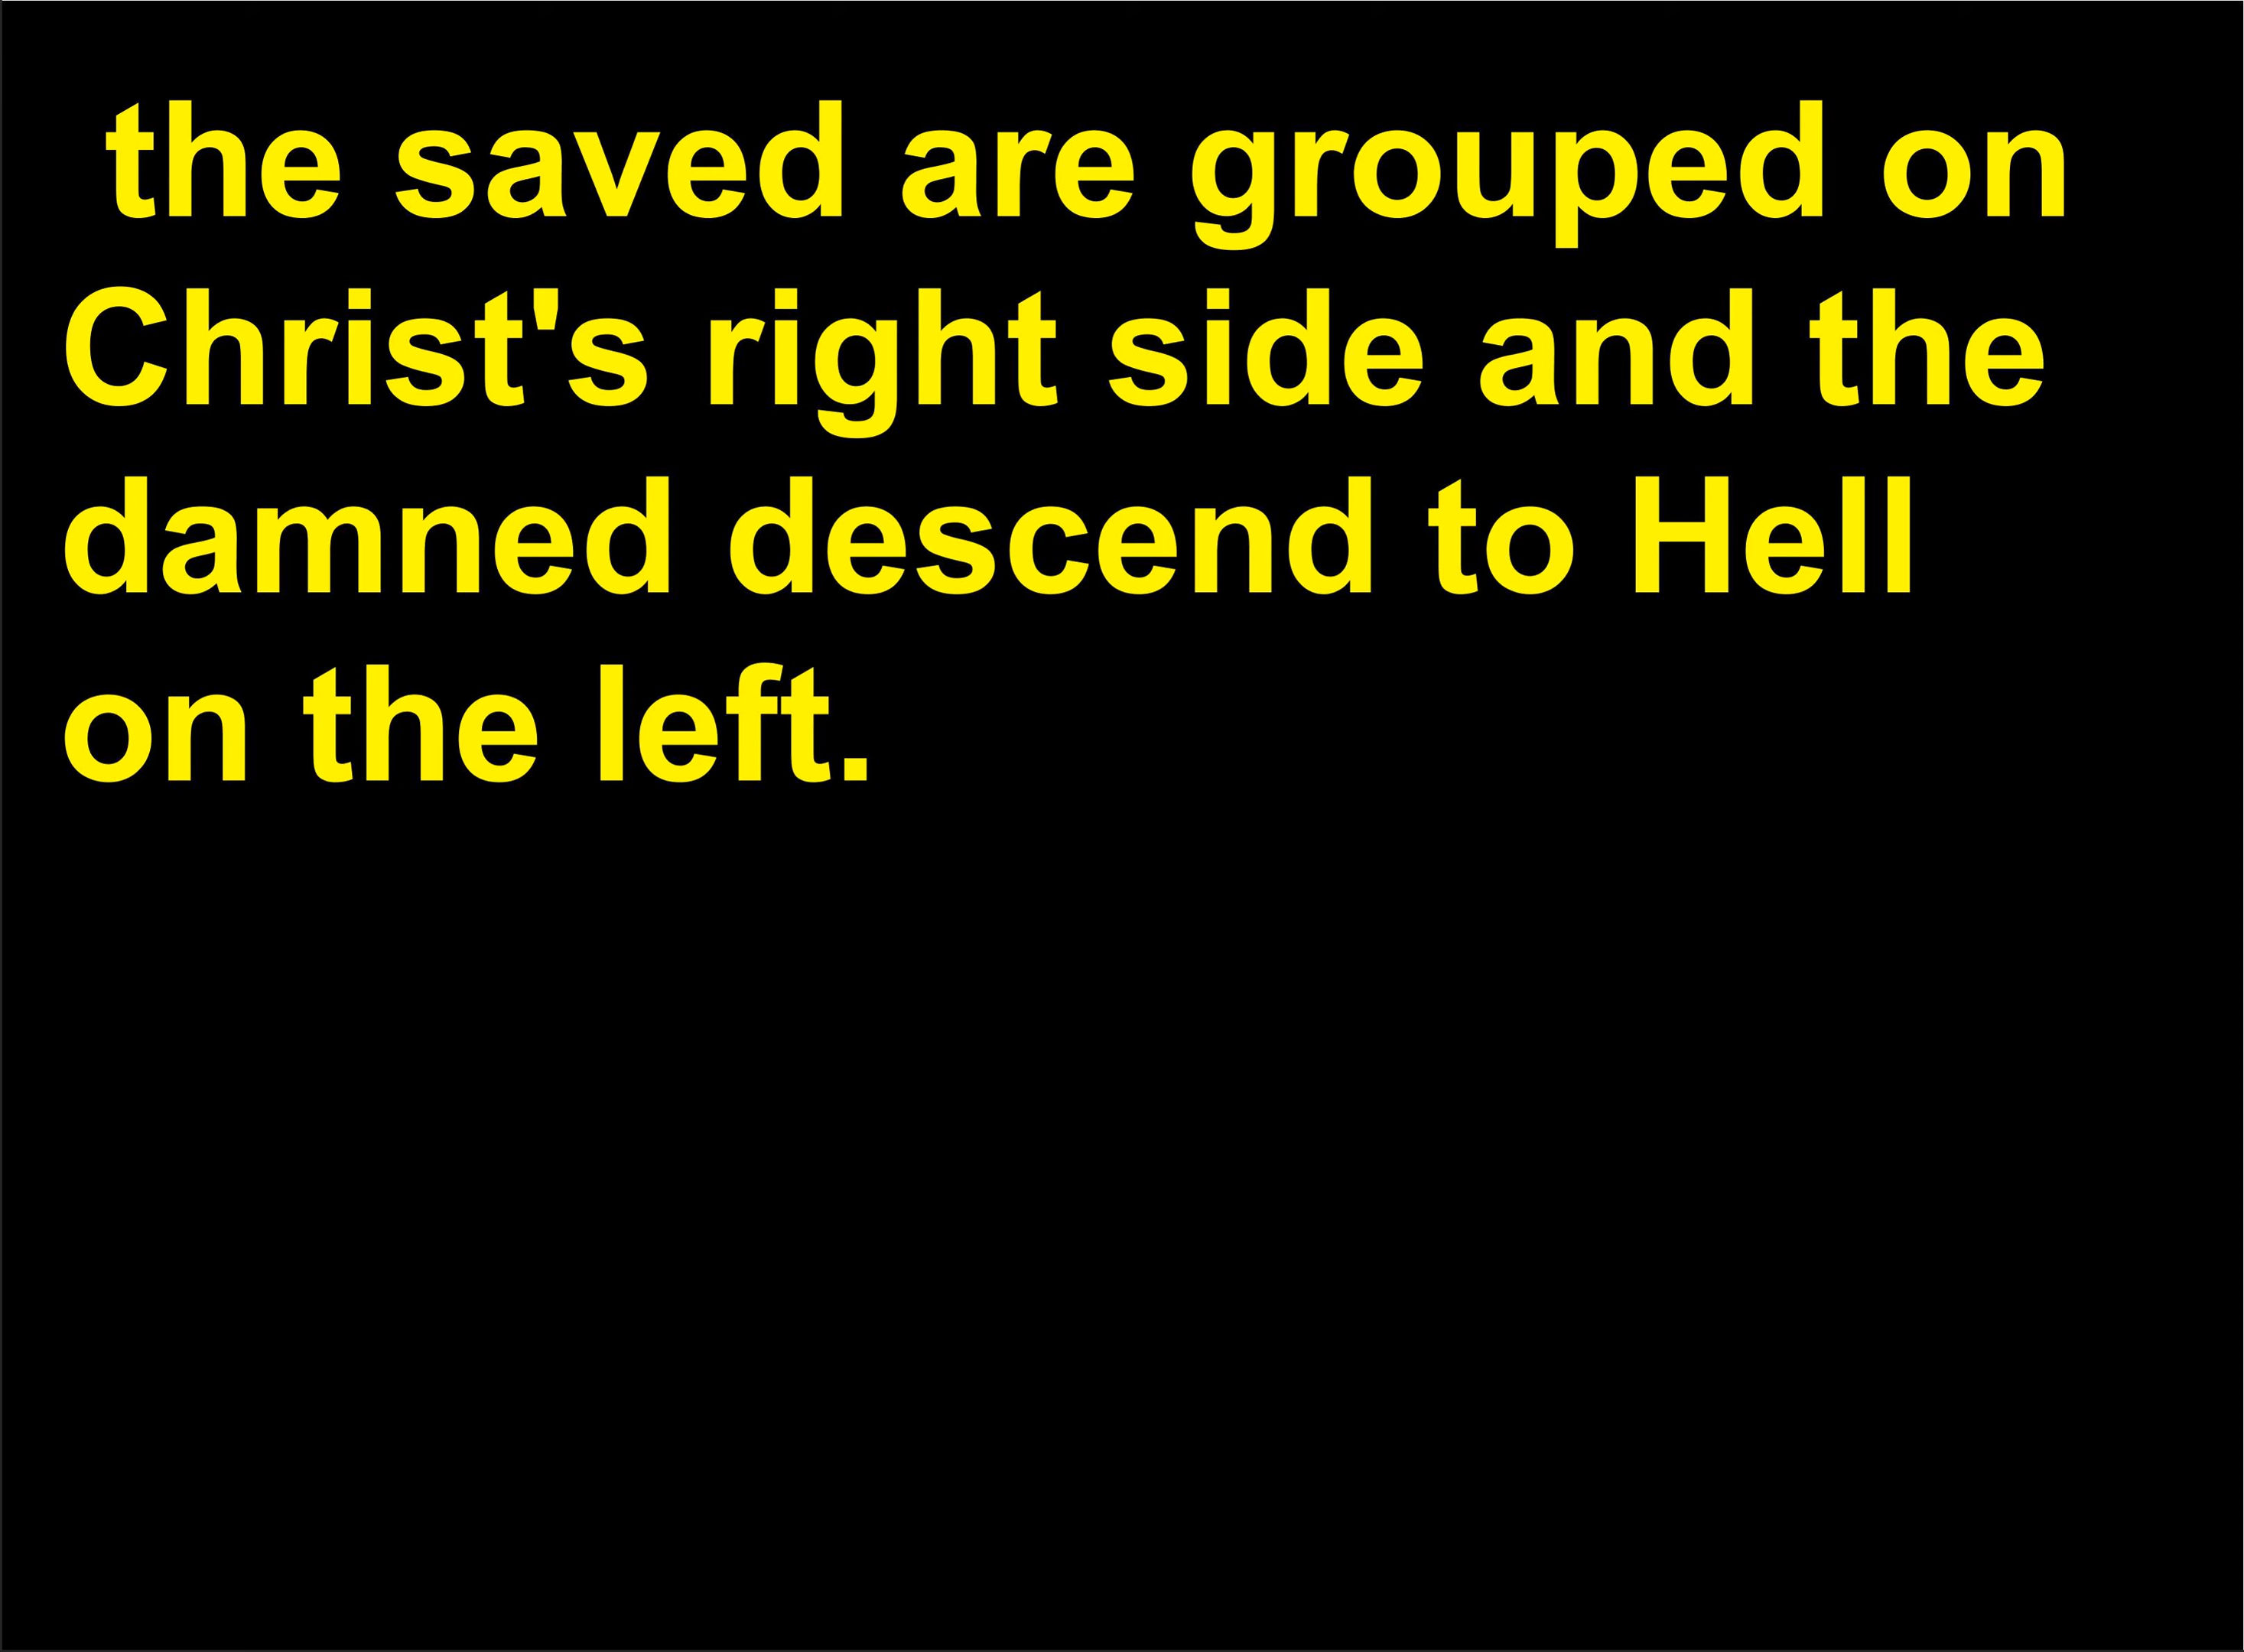 the saved are grouped on
Christ's right side and the
damned descend to Hell
on the left.